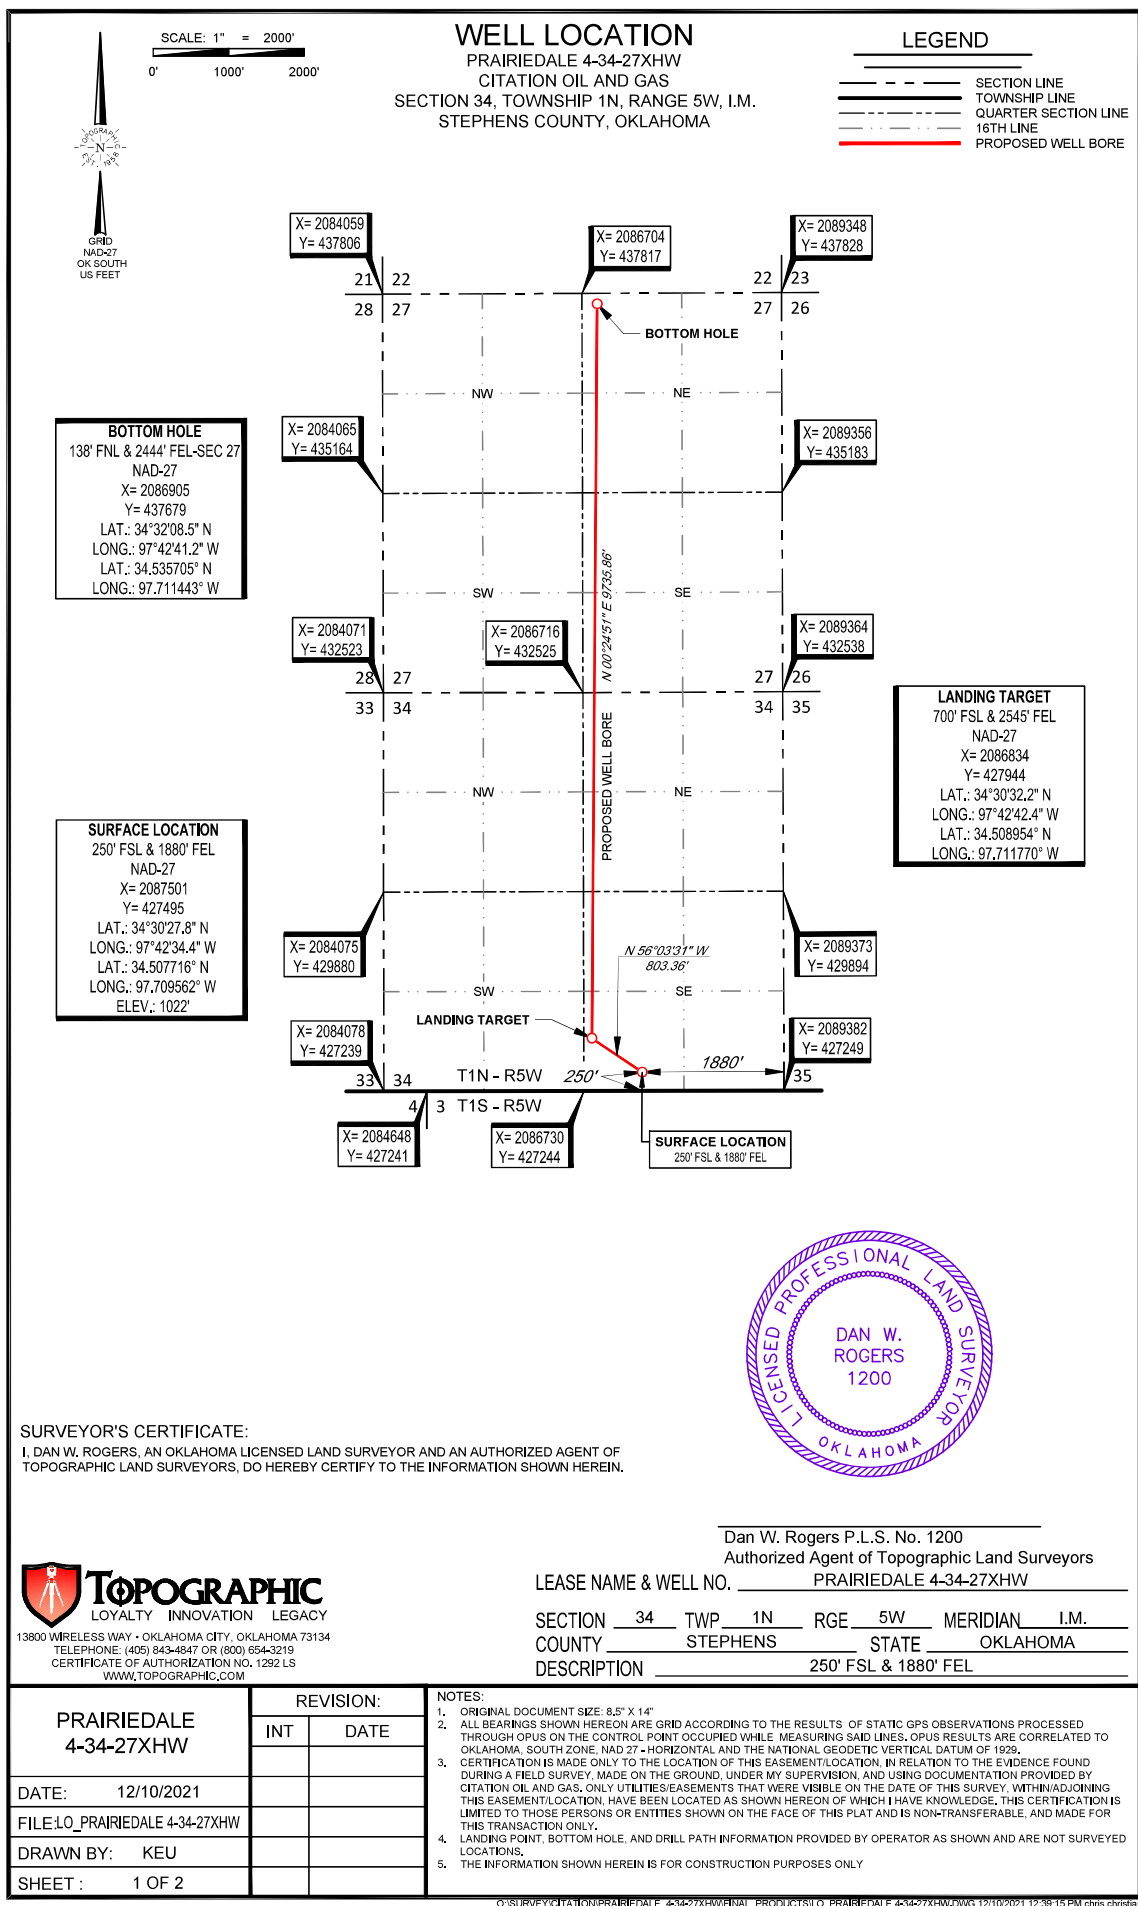 WELL LOCATION
PRAIRIEDALE 4-34-27XHW
CITATION OIL AND GAS
SECTION 34, TOWNSHIP 1N, RANGE 5W, I.M.
STEPHENS COUNTY, OKLAHOMA
SCALE: 1" = 2000'
0' 1000' 2000'
TOPOGRAPHIC
N
EST. 1958
GRID
NAD-27
OK SOUTH
US FEET
LEGEND
SECTION LINE
TOWNSHIP LINE
QUARTER SECTION LINE
16TH LINE
PROPOSED WELL BORE
X= 2084059
Y= 437806
X= 2086704
Y= 437817
X= 2089348
Y= 437828
21 22
28 27
22 23
27 26
BOTTOM HOLE
NW
NE
BOTTOM HOLE
138' FNL & 2444' FEL-SEC 27
NAD-27
X= 2086905
Y= 437679
LAT.: 34°32'08.5" N
LONG.: 97°42'41.2" W
LAT.: 34.535705° N
LONG.: 97.711443° W
X= 2084065
Y= 435164
X= 2089356
Y= 435183
N 00°24'51" E 9735.86'
SW
SE
X= 2084071
Y= 432523
X= 2086716
Y= 432525
X= 2089364
Y= 432538
28 27
33 34
27 26
34 35
LANDING TARGET
700' FSL & 2545' FEL
NAD-27
X= 2086834
Y= 427944
LAT.: 34°30'32.2" N
LONG.: 97°42'42.4" W
LAT.: 34.508954° N
LONG.: 97.711770° W
PROPOSED WELL BORE
NW
NE
SURFACE LOCATION
250' FSL & 1880' FEL
NAD-27
X= 2087501
Y= 427495
LAT.: 34°30'27.8" N
LONG.: 97°42'34.4" W
LAT.: 34.507716° N
LONG.: 97.709562° W
ELEV.: 1022'
X= 2084075
Y= 429880
N 56°03'31" W
803.36'
X= 2089373
Y= 429894
SW
SE
LANDING TARGET
X= 2084078
Y= 427239
X= 2089382
Y= 427249
33 34
T1N - R5W
250'
1880'
35
4 3
T1S - R5W
X= 2084648
Y= 427241
X= 2086730
Y= 427244
SURFACE LOCATION
250' FSL & 1880' FEL
LICENSED PROFESSIONAL LAND SURVEYOR
DAN W.
ROGERS
1200
OKLAHOMA
SURVEYOR'S CERTIFICATE:
I, DAN W. ROGERS, AN OKLAHOMA LICENSED LAND SURVEYOR AND AN AUTHORIZED AGENT OF
TOPOGRAPHIC LAND SURVEYORS, DO HEREBY CERTIFY TO THE INFORMATION SHOWN HEREIN.
Dan W. Rogers P.L.S. No. 1200
Authorized Agent of Topographic Land Surveyors
TOPOGRAPHIC
LOYALTY INNOVATION LEGACY
13800 WIRELESS WAY • OKLAHOMA CITY, OKLAHOMA 73134
TELEPHONE: (405) 843-4847 OR (800) 654-3219
CERTIFICATE OF AUTHORIZATION NO. 1292 LS
WWW.TOPOGRAPHIC.COM
LEASE NAME & WELL NO. PRAIRIEDALE 4-34-27XHW
SECTION 34 TWP 1N RGE 5W MERIDIAN I.M.
COUNTY STEPHENS STATE OKLAHOMA
DESCRIPTION 250' FSL & 1880' FEL
PRAIRIEDALE
4-34-27XHW
DATE: 12/10/2021
FILE:LO_PRAIRIEDALE 4-34-27XHW
DRAWN BY: KEU
SHEET : 1 OF 2
REVISION:
INT DATE
NOTES:
1. ORIGINAL DOCUMENT SIZE: 8.5" X 14"
2. ALL BEARINGS SHOWN HEREON ARE GRID ACCORDING TO THE RESULTS OF STATIC GPS OBSERVATIONS PROCESSED
THROUGH OPUS ON THE CONTROL POINT OCCUPIED WHILE MEASURING SAID LINES. OPUS RESULTS ARE CORRELATED TO
OKLAHOMA, SOUTH ZONE, NAD 27 - HORIZONTAL AND THE NATIONAL GEODETIC VERTICAL DATUM OF 1929.
3. CERTIFICATION IS MADE ONLY TO THE LOCATION OF THIS EASEMENT/LOCATION, IN RELATION TO THE EVIDENCE FOUND
DURING A FIELD SURVEY, MADE ON THE GROUND, UNDER MY SUPERVISION, AND USING DOCUMENTATION PROVIDED BY
CITATION OIL AND GAS. ONLY UTILITIES/EASEMENTS THAT WERE VISIBLE ON THE DATE OF THIS SURVEY, WITHIN/ADJOINING
THIS EASEMENT/LOCATION, HAVE BEEN LOCATED AS SHOWN HEREON OF WHICH I HAVE KNOWLEDGE. THIS CERTIFICATION IS
LIMITED TO THOSE PERSONS OR ENTITIES SHOWN ON THE FACE OF THIS PLAT AND IS NON-TRANSFERABLE, AND MADE FOR
THIS TRANSACTION ONLY.
4. LANDING POINT, BOTTOM HOLE, AND DRILL PATH INFORMATION PROVIDED BY OPERATOR AS SHOWN AND ARE NOT SURVEYED
LOCATIONS.
5. THE INFORMATION SHOWN HEREIN IS FOR CONSTRUCTION PURPOSES ONLY
O:\SURVEY\CITATION\PRAIRIEDALE_4-34-27XHW\FINAL_PRODUCTS\LO_PRAIRIEDALE_4-34-27XHW.DWG 12/10/2021 12:39:15 PM chris.christia